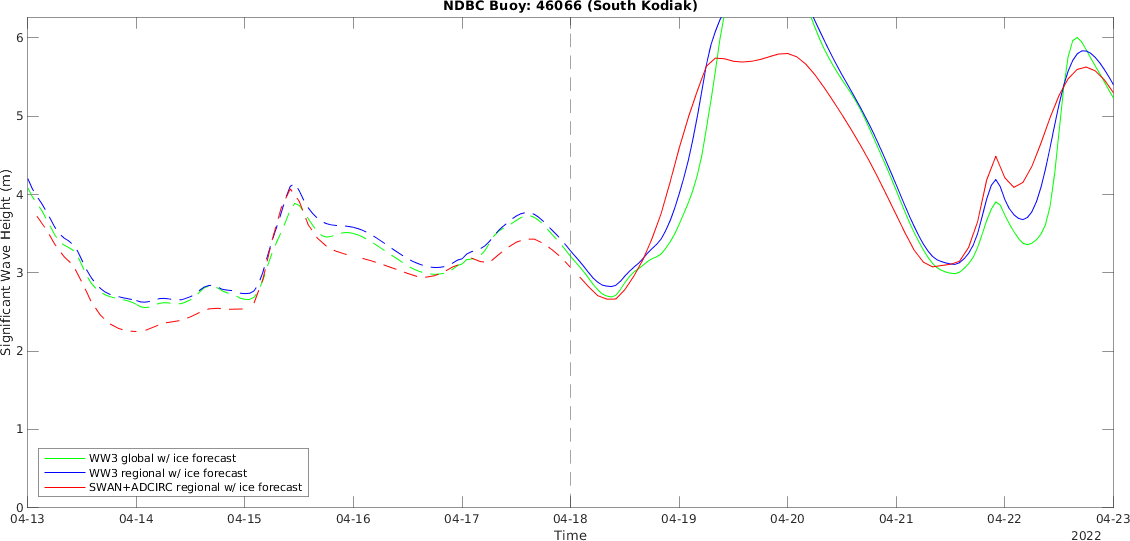 NDBC Buoy: 46066 (South Kodiak)
Significant Wave Height (m)
6
5
4
3
2
1
0
WW3 global w/ ice forecast
WW3 regional w/ ice forecast
SWAN+ADCIRC regional w/ ice forecast
04-13 04-14 04-15 04-16 04-17 04-18 04-19 04-20 04-21 04-22 04-23
Time
2022